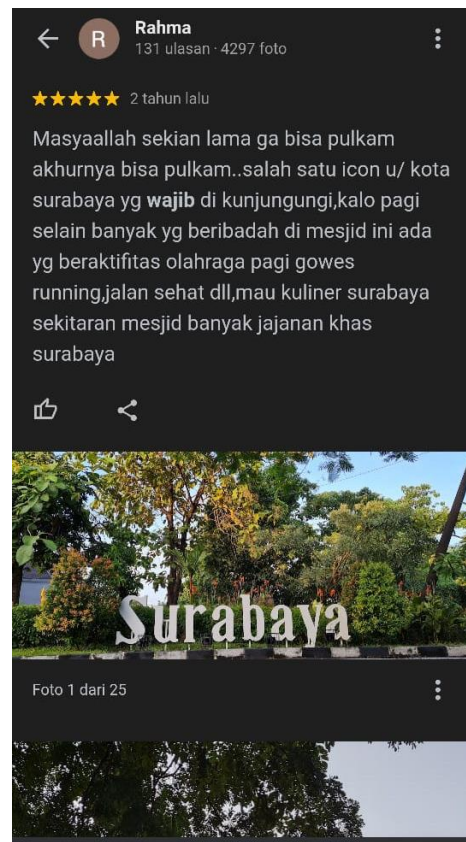 Rahma
R
131 ulasan · 4297 foto
2 tahun lalu
Masyaallah sekian lama ga bisa pulkam
akhurnya bisa pulkam..salah satu icon u/ kota
surabaya yg wajib di kunjungungi,kalo pagi
selain banyak yg beribadah di mesjid ini ada
yg beraktifitas olahraga pagi gowes
running,jalan sehat dll,mau kuliner surabaya
sekitaran mesjid banyak jajanan khas
surabaya
Surabaya
Foto 1 dari 25